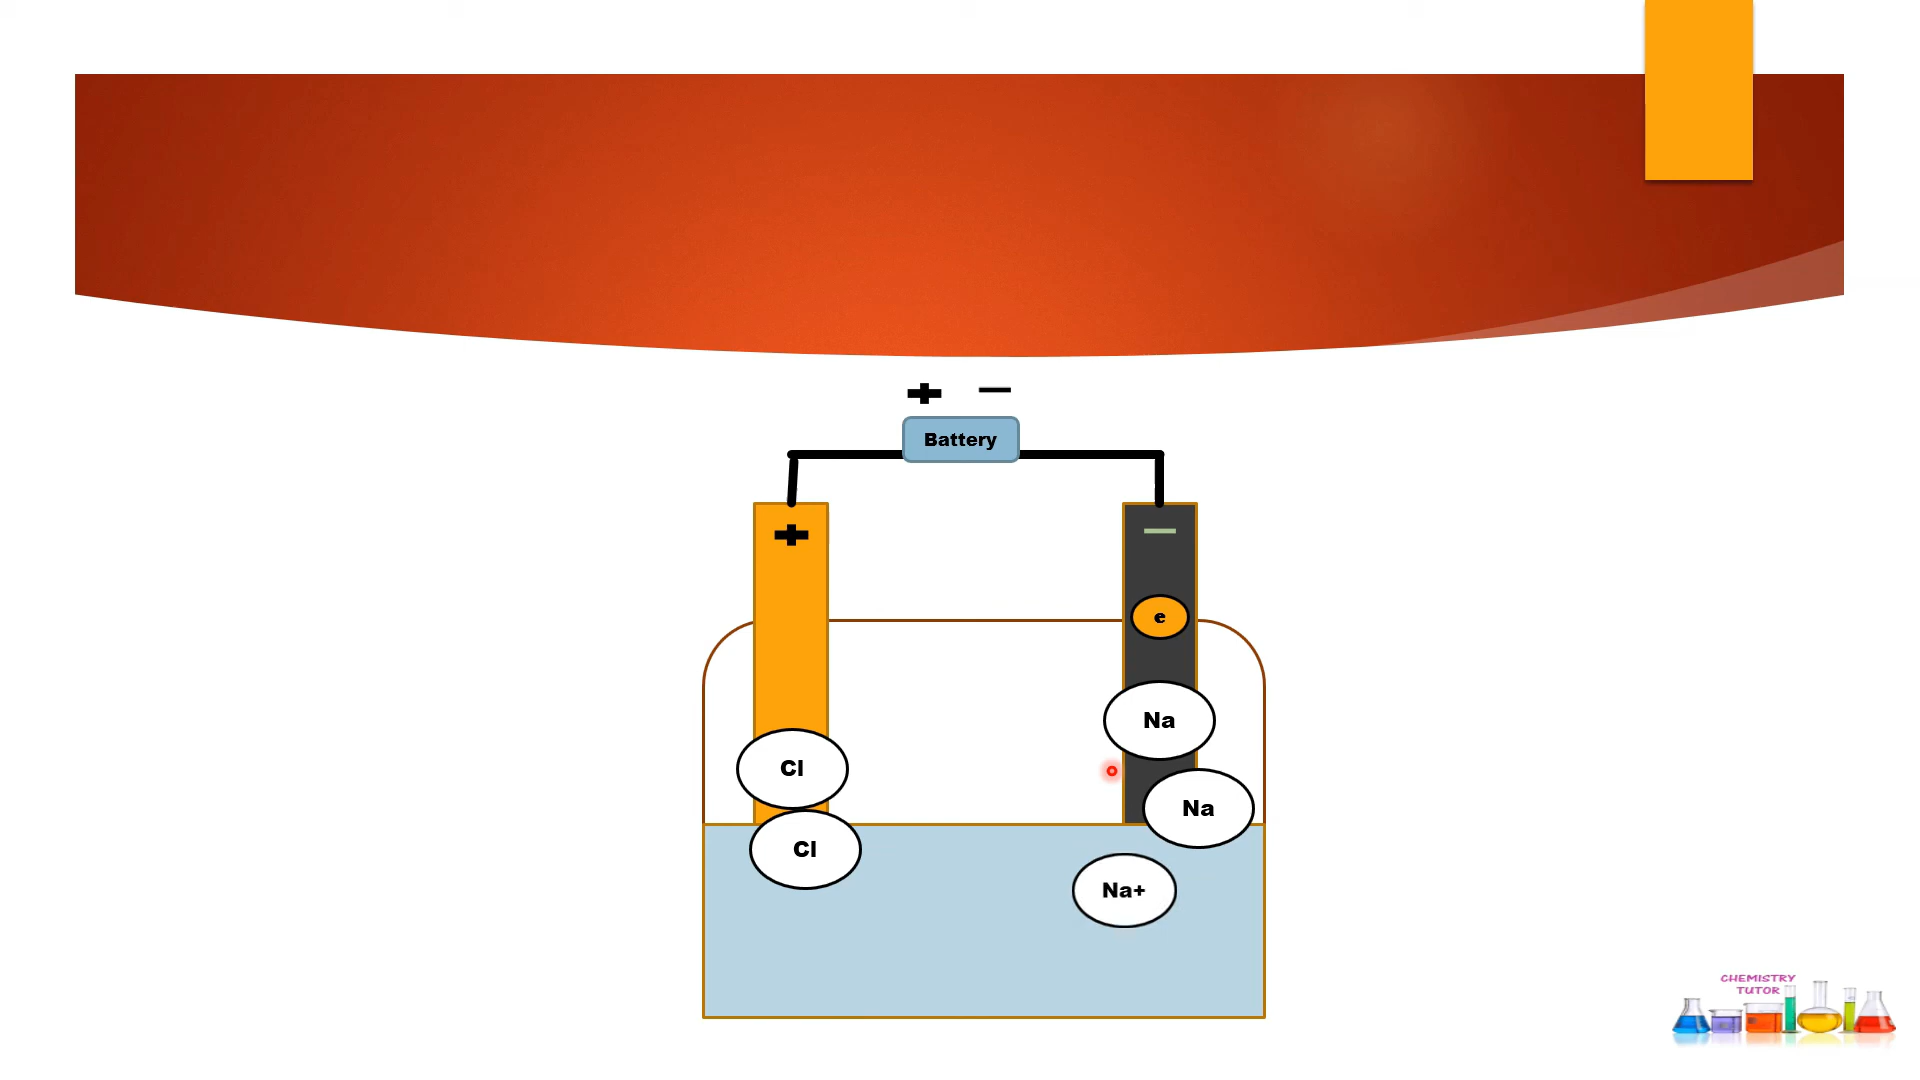 + −
Battery
+ −
e
Na
Cl
Na
Cl
Na+
CHEMISTRY
TUTOR